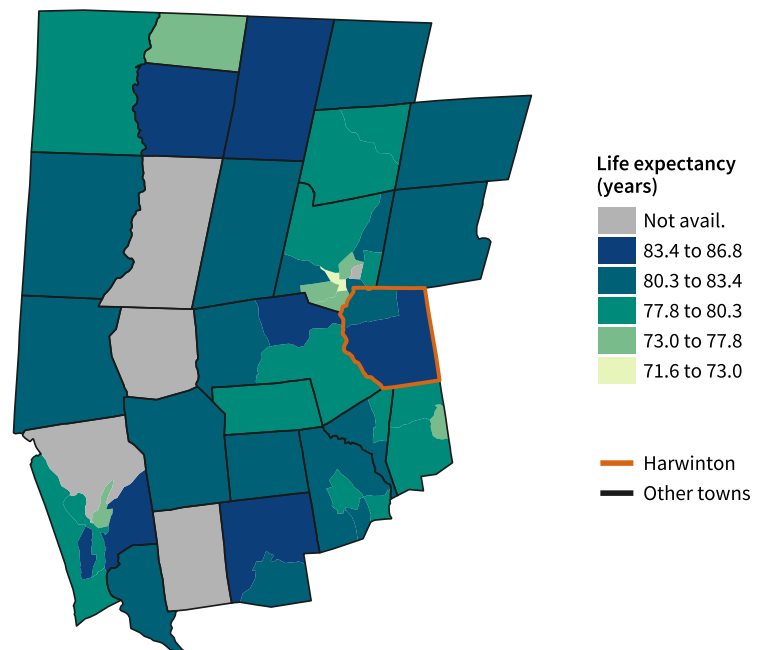 Life expectancy
(years)
Not avail.
83.4 to 86.8
80.3 to 83.4
77.8 to 80.3
73.0 to 77.8
71.6 to 73.0
Harwinton
Other towns